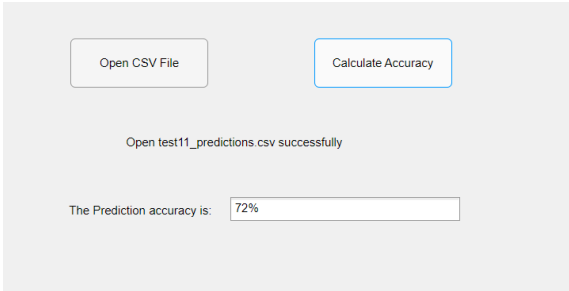 Open CSV File
Calculate Accuracy
Open test11_predictions.csv successfully
The Prediction accuracy is:
72%